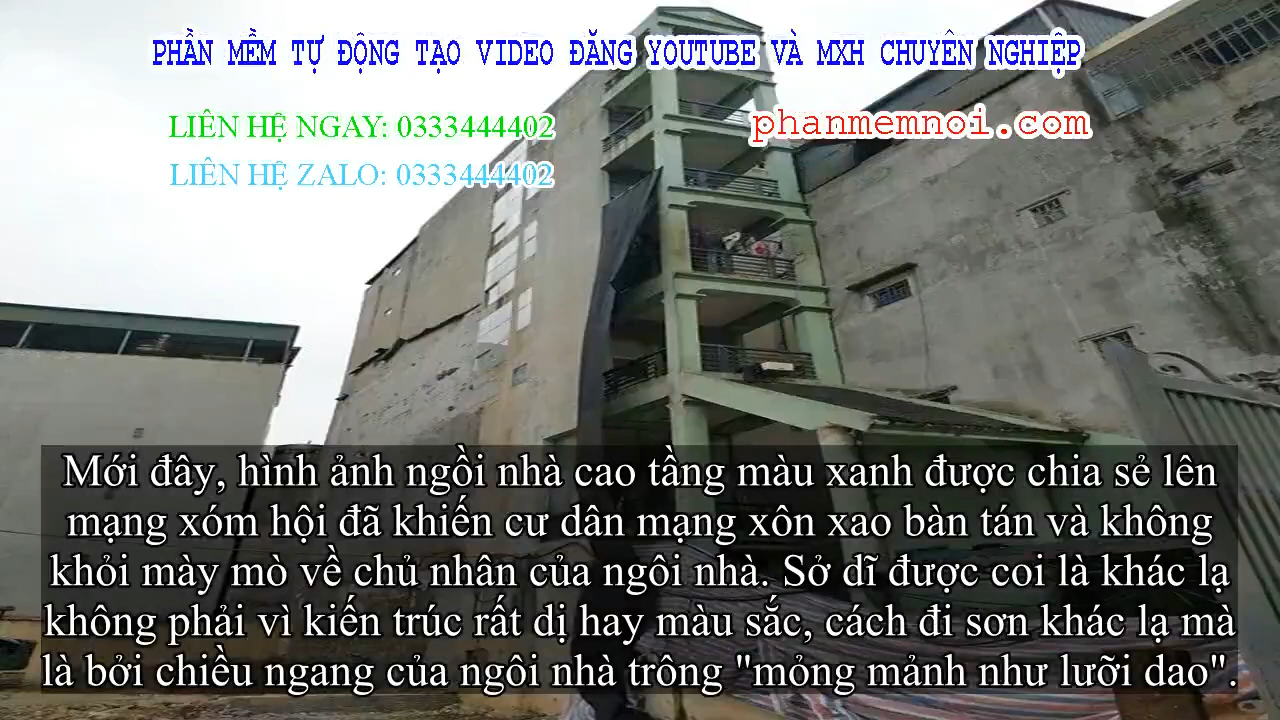 PHẦN MỀM TỰ ĐỘNG TẠO VIDEO ĐĂNG YOUTUBE VÀ MXH CHUYÊN NGHIỆP
LIÊN HỆ NGAY: 0333444402
phanmemnoi.com
LIÊN HỆ ZALO: 0333444402
Mới đây, hình ảnh ngồi nhà cao tầng màu xanh được chia sẻ lên
mạng xóm hội đã khiến cư dân mạng xôn xao bàn tán và không
khỏi mày mò về chủ nhân của ngôi nhà. Sở dĩ được coi là khác lạ
không phải vì kiến trúc rất dị hay màu sắc, cách đi sơn khác lạ mà
là bởi chiều ngang của ngôi nhà trông "mỏng mảnh như lưỡi dao".